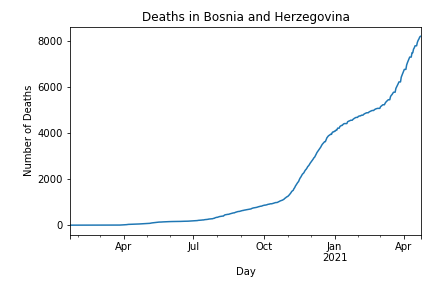 Deaths in Bosnia and Herzegovina
Number of Deaths
8000
6000
4000
2000
0
Apr Jul Oct Jan Apr
2021
Day